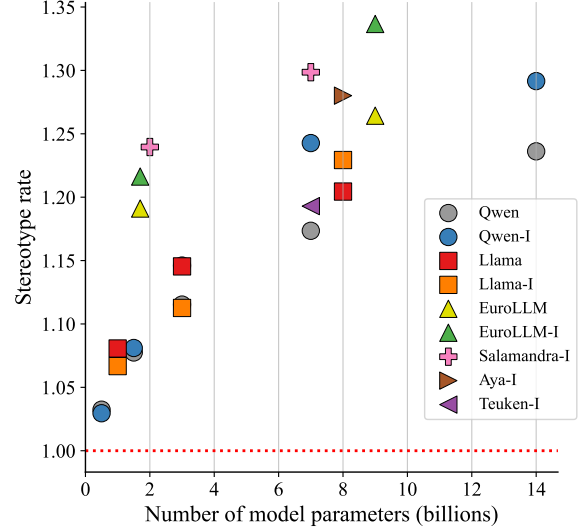 Stereotype rate
1.35
1.30
1.25
1.20
1.15
1.10
1.05
1.00
0 2 4 6 8 10 12 14
Number of model parameters (billions)
Qwen
Qwen-I
Llama
Llama-I
EuroLLM
EuroLLM-I
Salamandra-I
Aya-I
Teuken-I